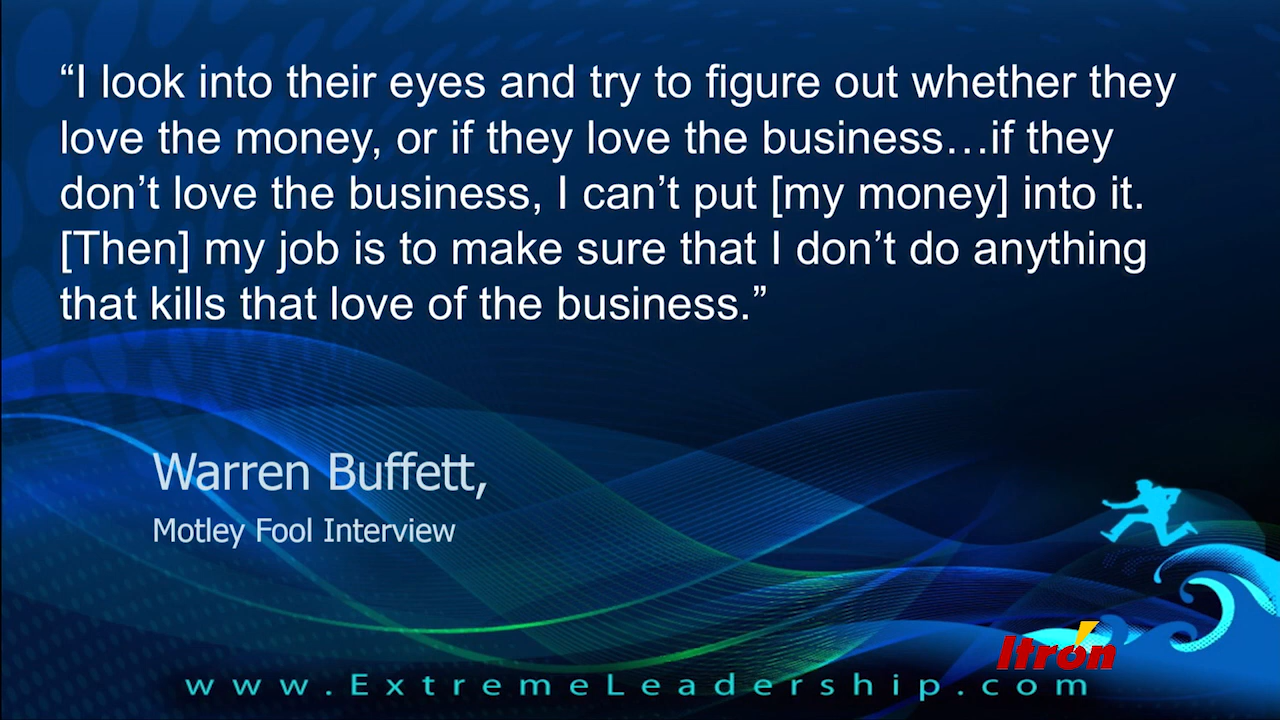 “I look into their eyes and try to figure out whether they
love the money, or if they love the business…if they
don’t love the business, I can’t put [my money] into it.
[Then] my job is to make sure that I don’t do anything
that kills that love of the business.”
Warren Buffett,
Motley Fool Interview
Itron
www.ExtremeLeadership.com